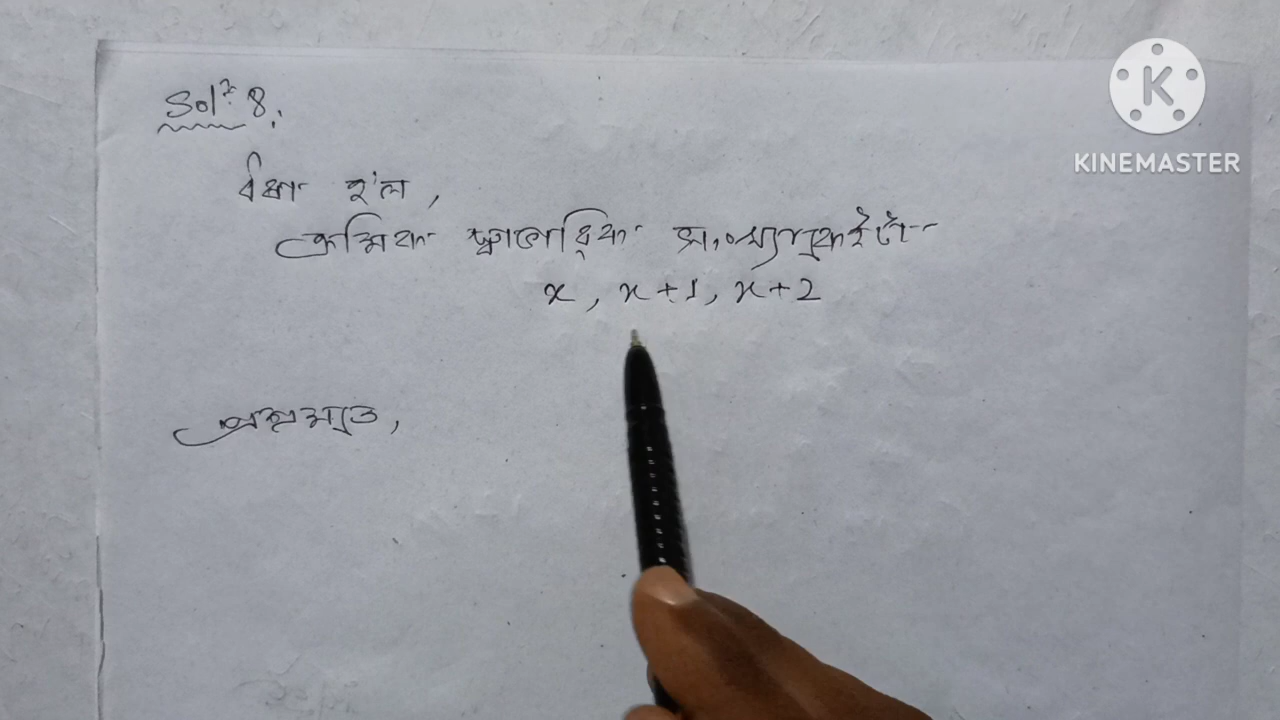 Solⁿ 8:
ধৰা হ'ল,
ক্ৰমিক স্বাভাৱিক সংখ্যাকেইটা
x, x+1, x+2
প্ৰশ্নমতে,
KINEMASTER